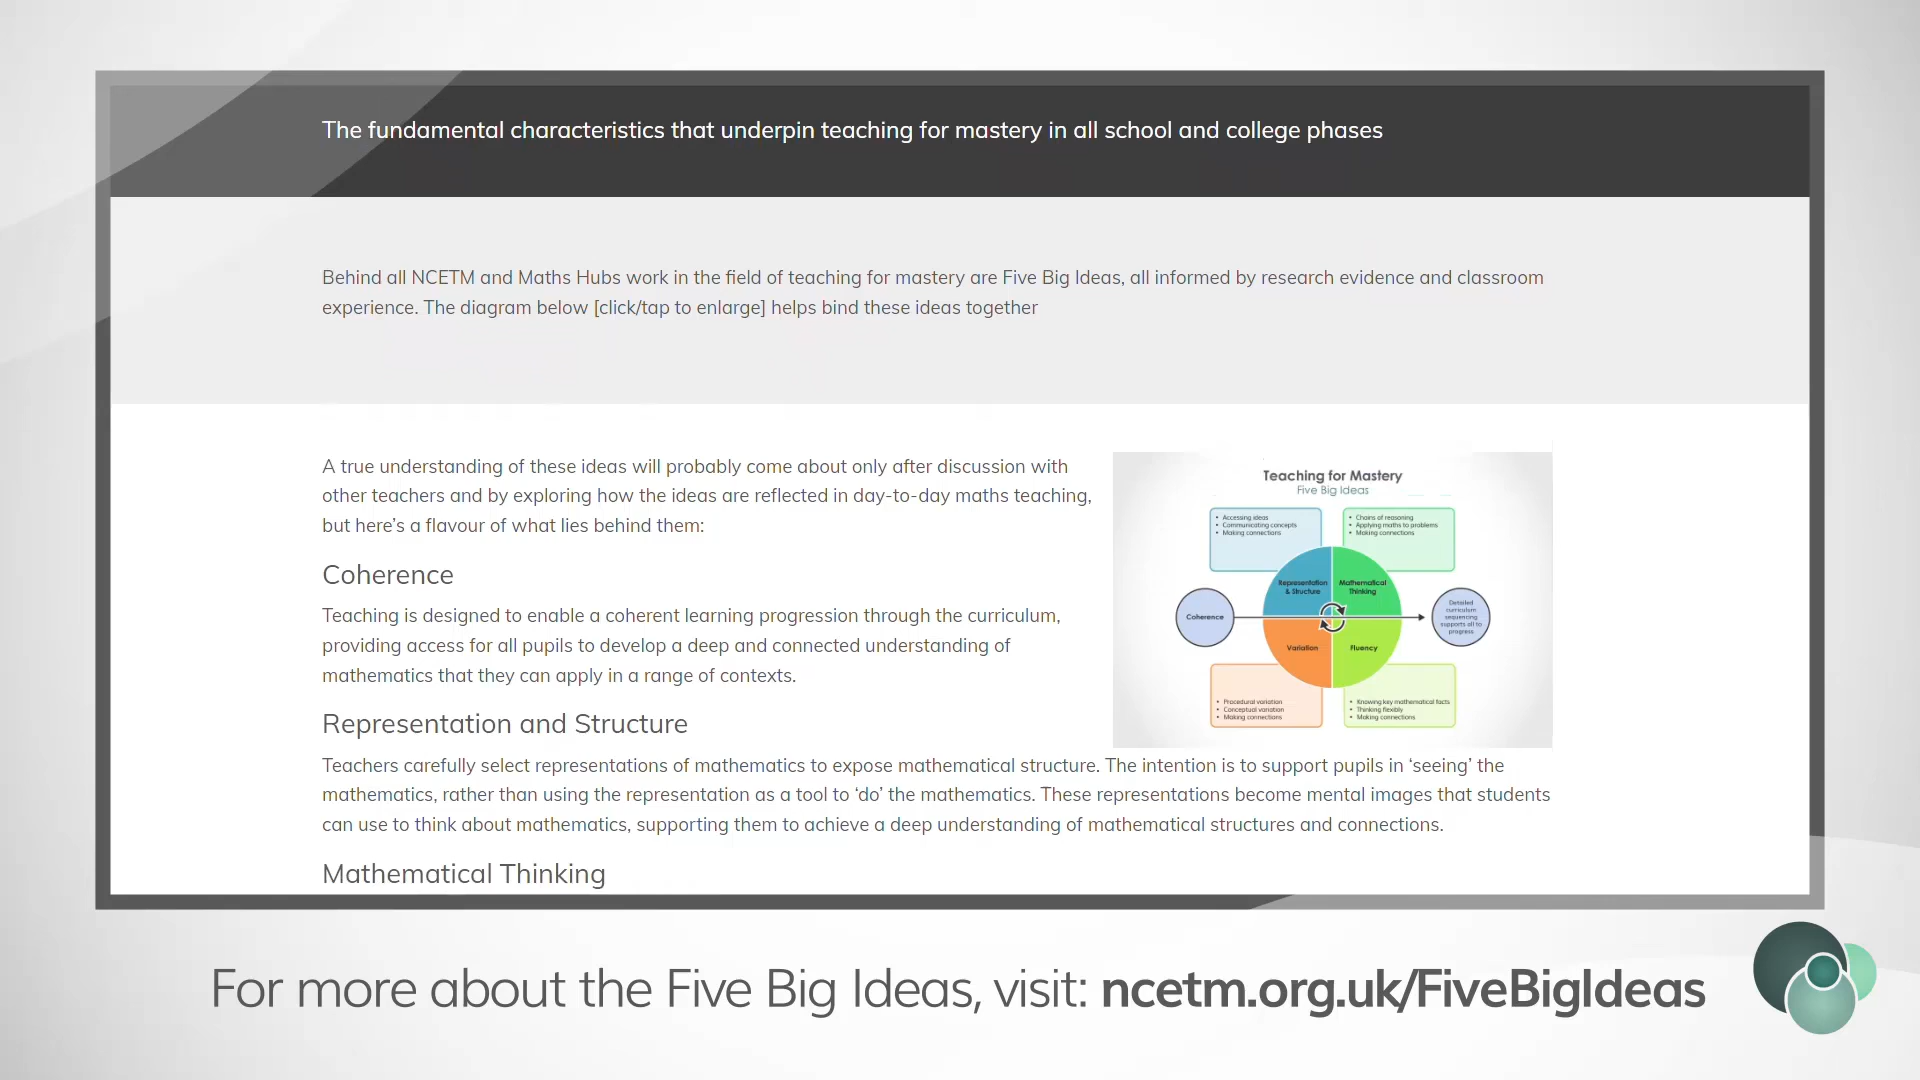 The fundamental characteristics that underpin teaching for mastery in all school and college phases
Behind all NCETM and Maths Hubs work in the field of teaching for mastery are Five Big Ideas, all informed by research evidence and classroom
experience. The diagram below [click/tap to enlarge] helps bind these ideas together
A true understanding of these ideas will probably come about only after discussion with
other teachers and by exploring how the ideas are reflected in day-to-day maths teaching,
but here’s a flavour of what lies behind them:
Coherence
Teaching is designed to enable a coherent learning progression through the curriculum,
providing access for all pupils to develop a deep and connected understanding of
mathematics that they can apply in a range of contexts.
Teaching for Mastery
Five Big Ideas
• Accessing ideas
• Communicating concepts
• Making connections
• Chains of reasoning
• Applying maths to problems
• Making connections
Representation
& Structure
Mathematical
Thinking
Coherence
Detailed
curriculum
sequencing
supports all to
progress
Variation
Fluency
• Procedural variation
• Conceptual variation
• Making connections
• Knowing key mathematical facts
• Thinking flexibly
• Making connections
Representation and Structure
Teachers carefully select representations of mathematics to expose mathematical structure. The intention is to support pupils in ‘seeing’ the
mathematics, rather than using the representation as a tool to ‘do’ the mathematics. These representations become mental images that students
can use to think about mathematics, supporting them to achieve a deep understanding of mathematical structures and connections.
Mathematical Thinking
For more about the Five Big Ideas, visit: ncetm.org.uk/FiveBigIdeas